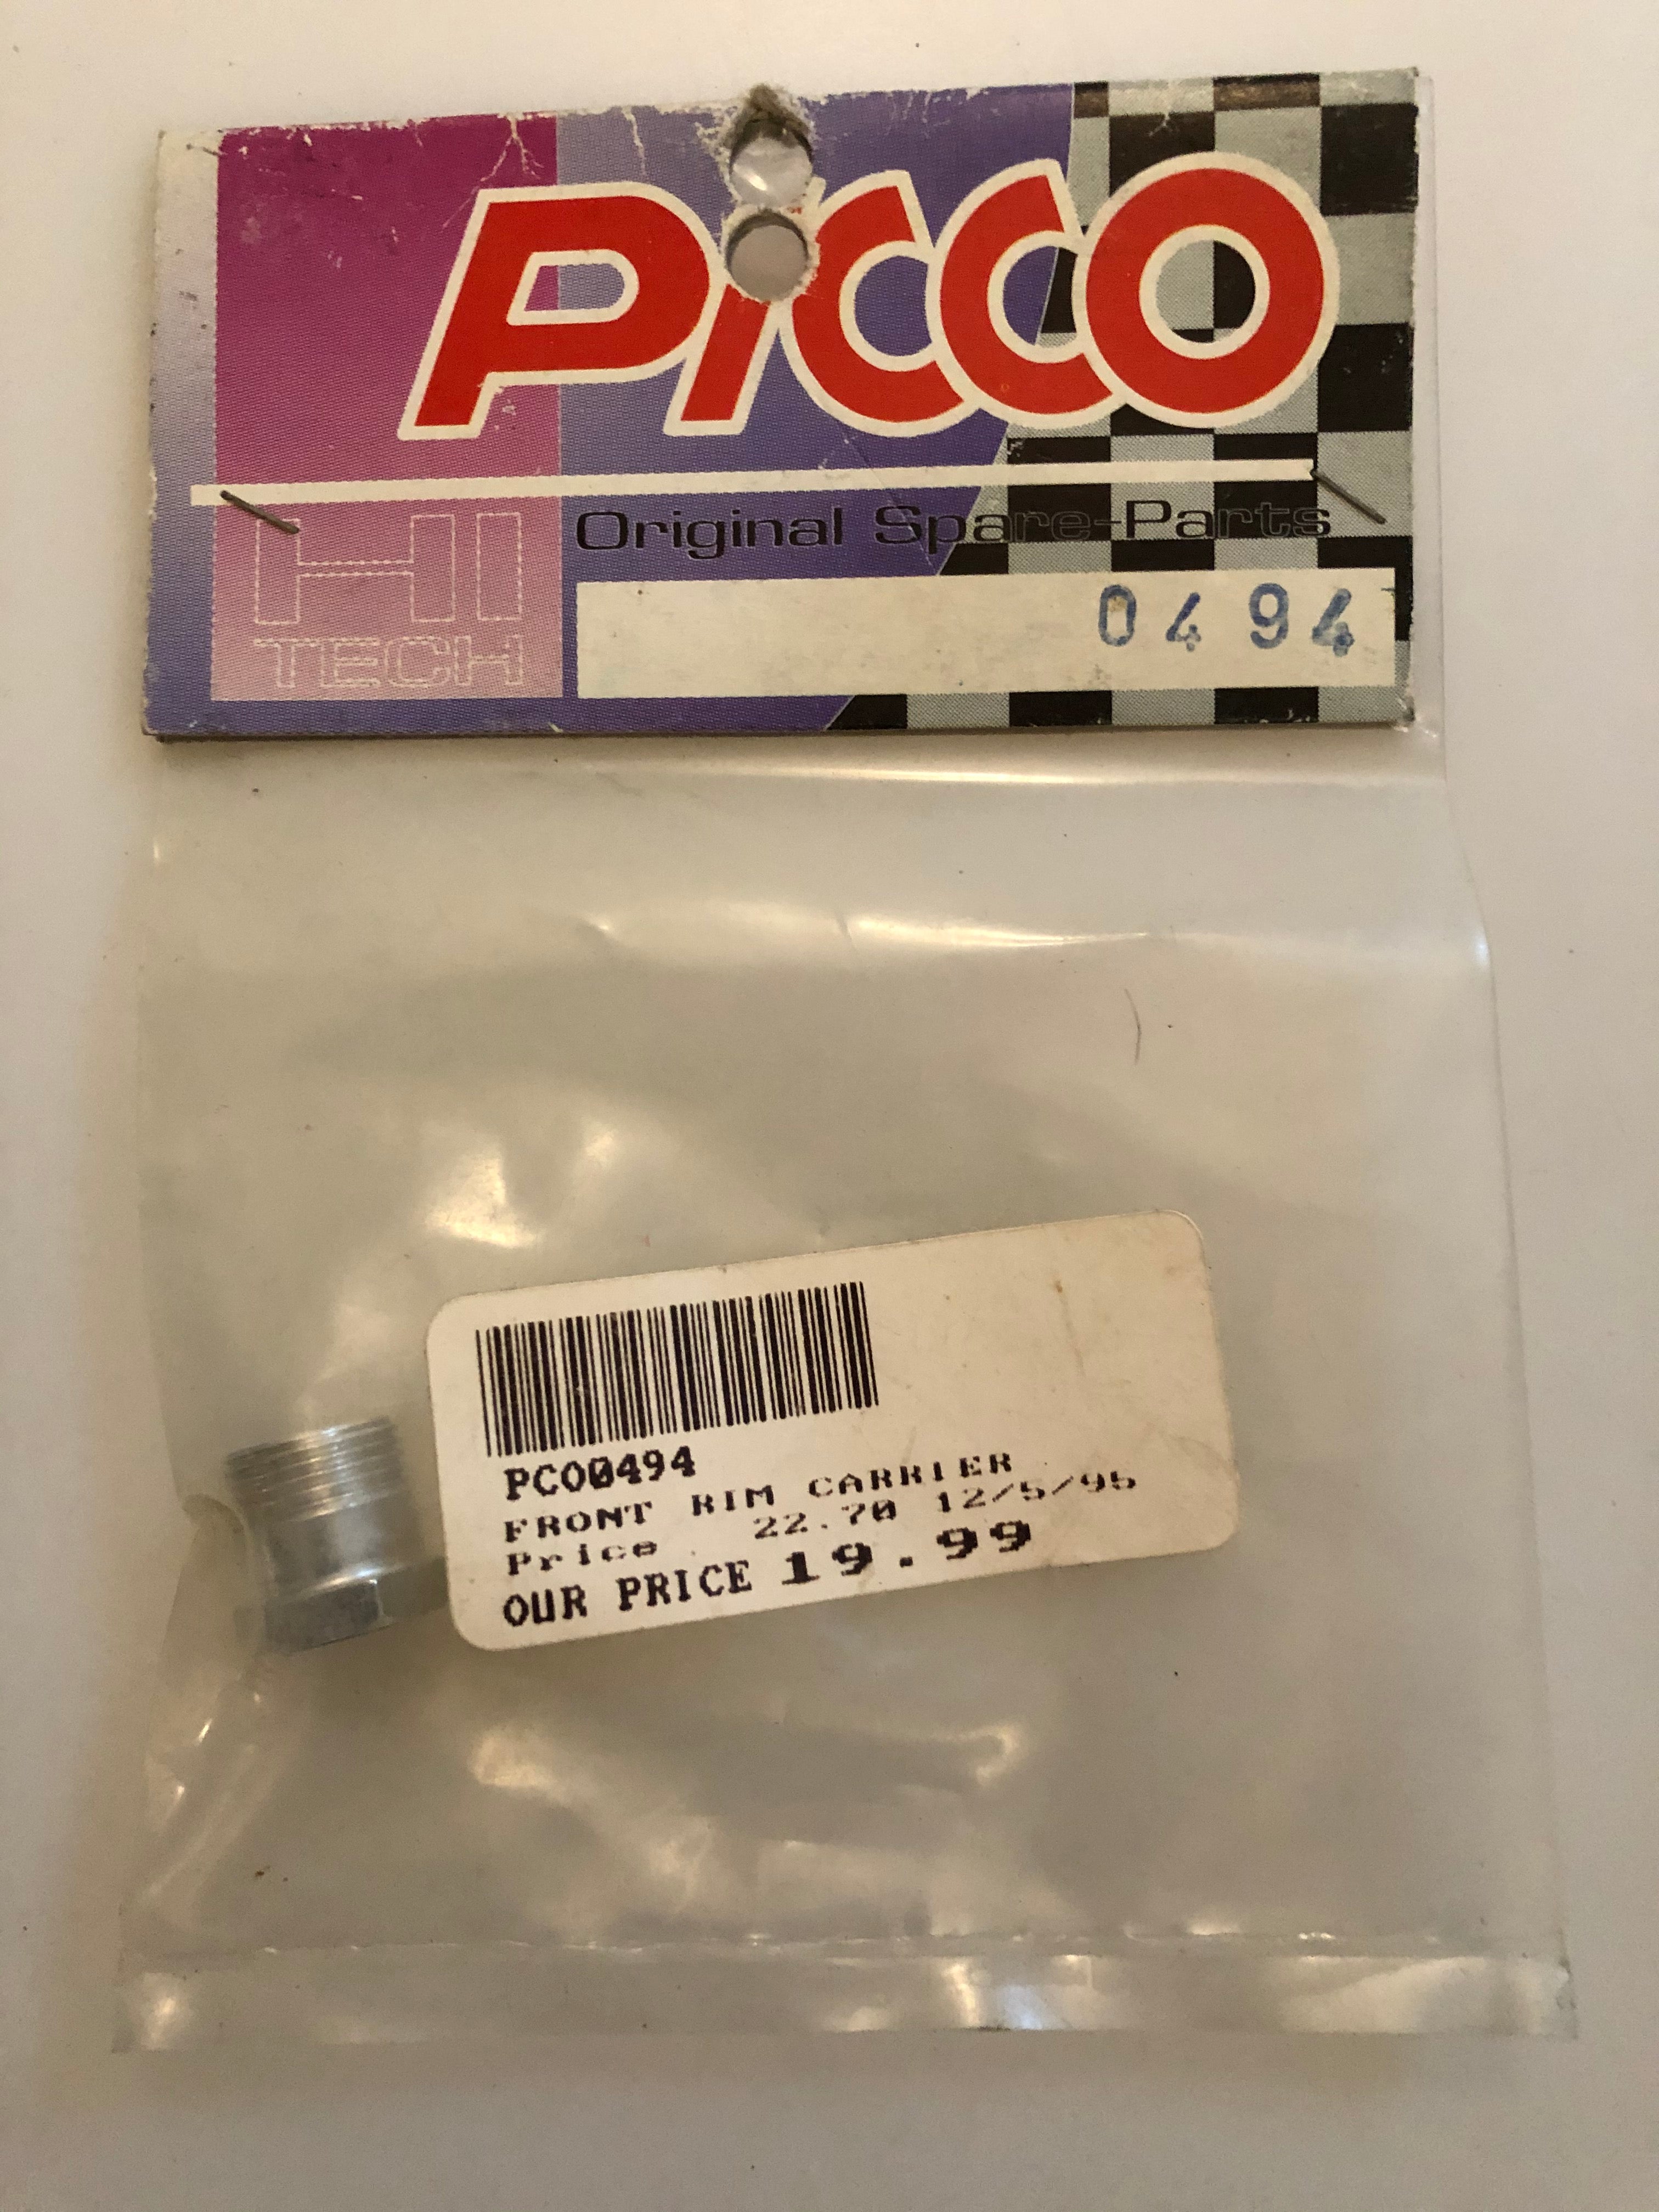 PICCO
Original Spare-Parts
HI
TECH
0494
PCO0494
FRONT RIM CARRIER
Price 22.70 12/5/95
OUR PRICE 19.99